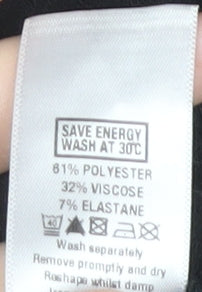 SAVE ENERGY
WASH AT 30°C
61% POLYESTER
32% VISCOSE
7% ELASTANE
40
Wash separately
Remove promptly and dry
Reshape whilst damp